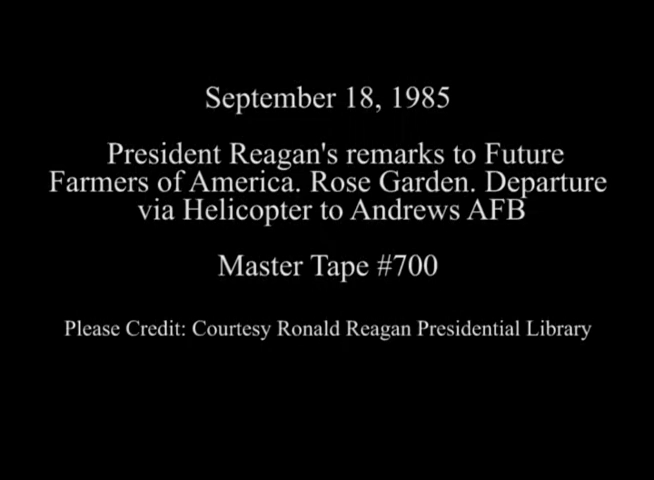 September 18, 1985
President Reagan's remarks to Future
Farmers of America. Rose Garden. Departure
via Helicopter to Andrews AFB
Master Tape #700
Please Credit: Courtesy Ronald Reagan Presidential Library